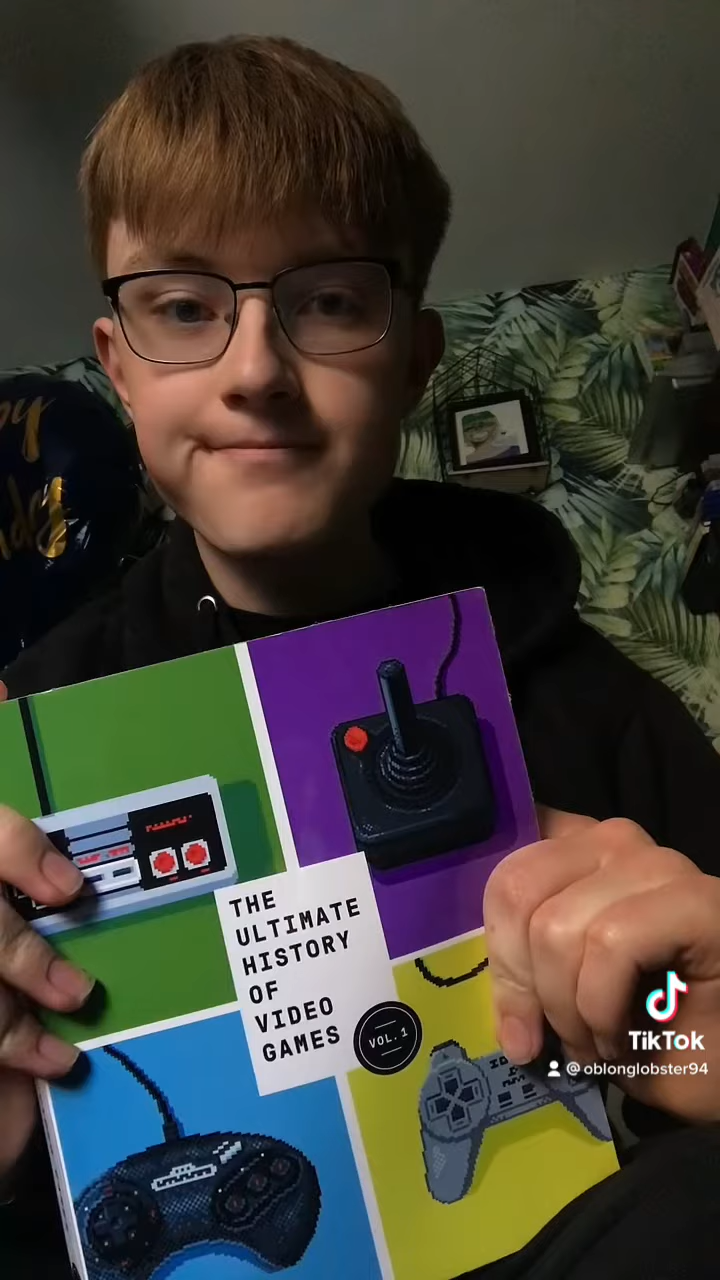 THE
ULTIMATE
HISTORY
OF
VIDEO
GAMES
VOL.1
TikTok
@oblonglobster94